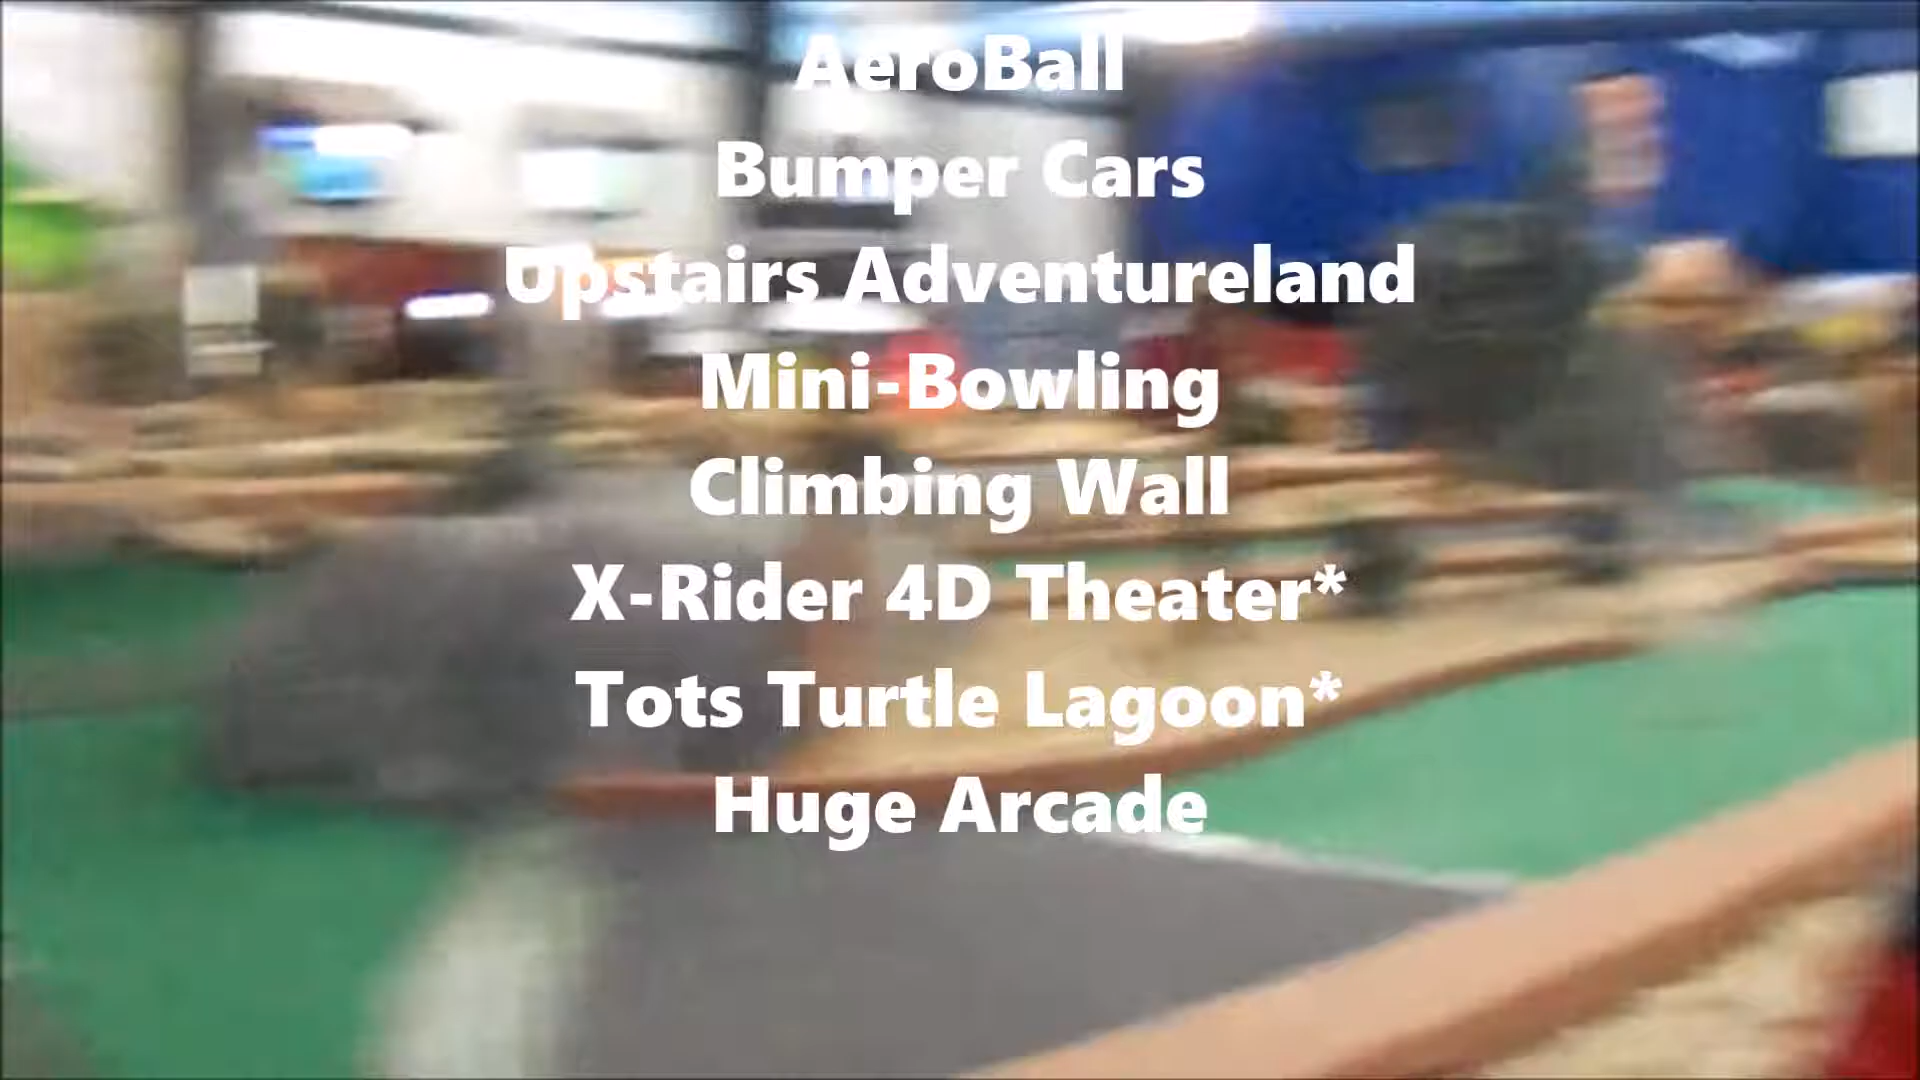 AeroBall
Bumper Cars
Upstairs Adventureland
Mini-Bowling
Climbing Wall
X-Rider 4D Theater*
Tots Turtle Lagoon*
Huge Arcade